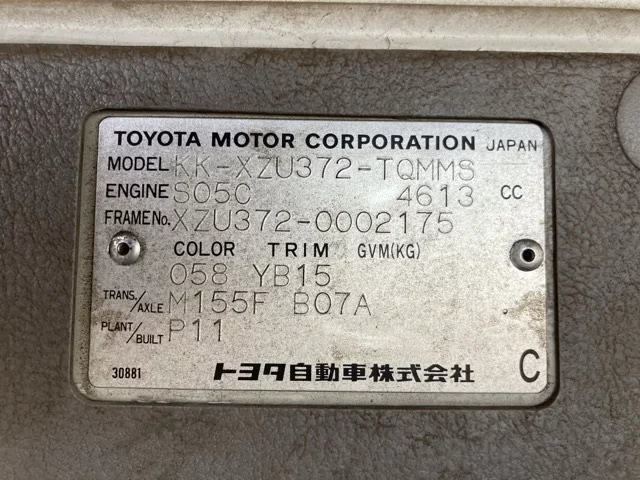 TOYOTA MOTOR CORPORATION JAPAN
MODEL KK-XZU372-TQMMS
ENGINE S05C 4613 CC
FRAME No. XZU372-0002175
COLOR TRIM GVM(KG)
058 YB15
TRANS./AXLE M155F B07A
PLANT/BUILT P11
30881 トヨタ自動車株式会社 C